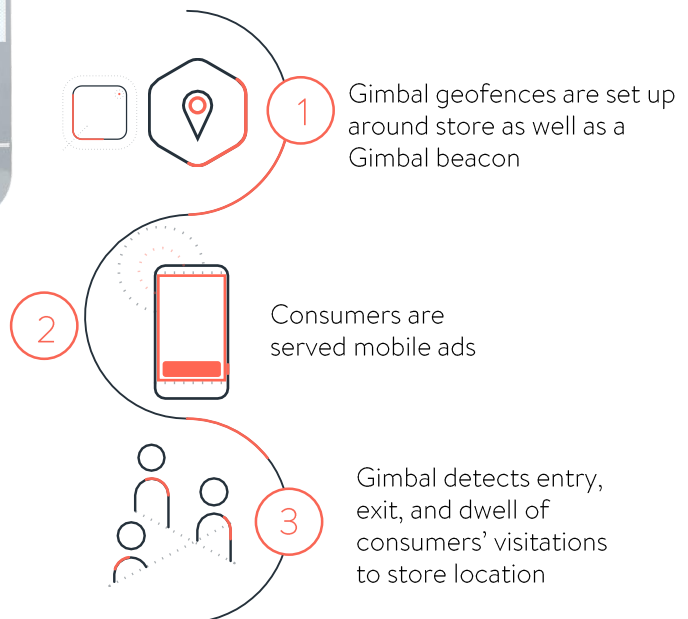 1
Gimbal geofences are set up
around store as well as a
Gimbal beacon
2
Consumers are
served mobile ads
3
Gimbal detects entry,
exit, and dwell of
consumers’ visitations
to store location